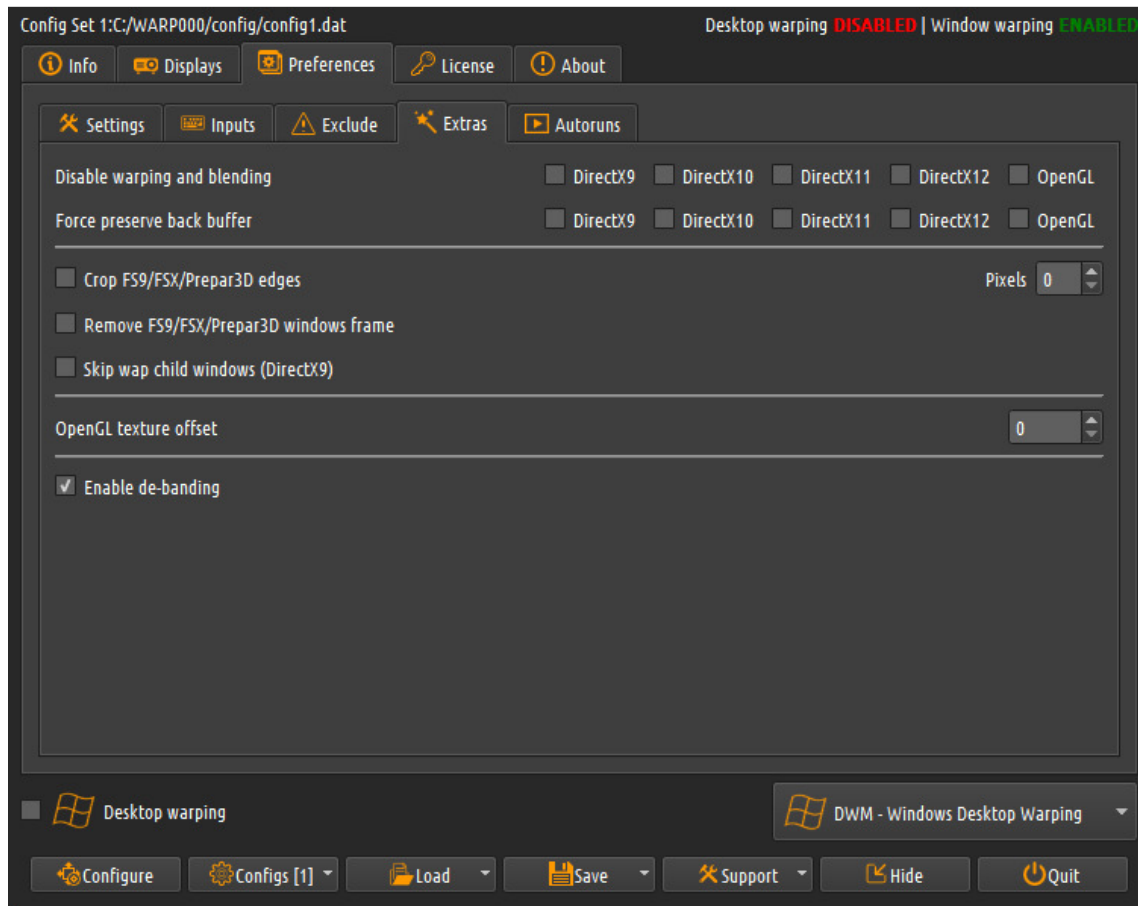 Config Set 1:C:/WARP000/config/config1.dat Desktop warping DISABLED | Window warping ENABLED
Info Displays Preferences License About
Settings Inputs Exclude Extras Autoruns
Disable warping and blending DirectX9 DirectX10 DirectX11 DirectX12 OpenGL
Force preserve back buffer DirectX9 DirectX10 DirectX11 DirectX12 OpenGL
Crop FS9/FSX/Prepar3D edges Pixels 0
Remove FS9/FSX/Prepar3D windows frame
Skip wap child windows (DirectX9)
OpenGL texture offset 0
Enable de-banding
Desktop warping DWM - Windows Desktop Warping
Configure Configs [1] Load Save Support Hide Quit